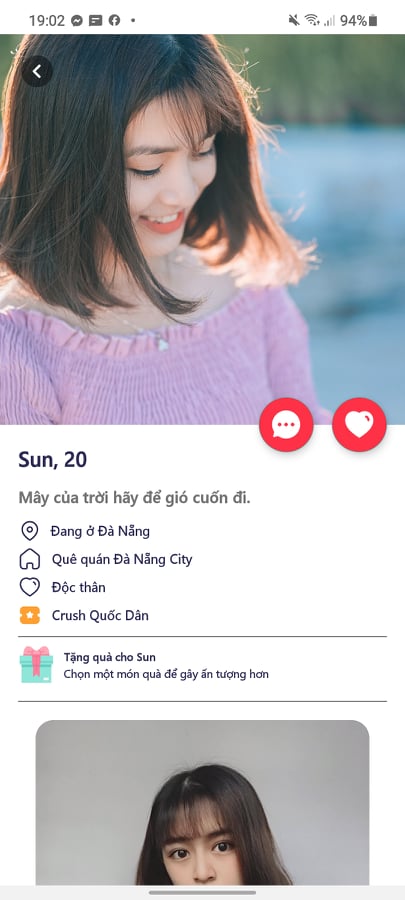 19:02
94%
Sun, 20
Mây của trời hãy để gió cuốn đi.
Đang ở Đà Nẵng
Quê quán Đà Nẵng City
Độc thân
Crush Quốc Dân
Tặng quà cho Sun
Chọn một món quà để gây ấn tượng hơn